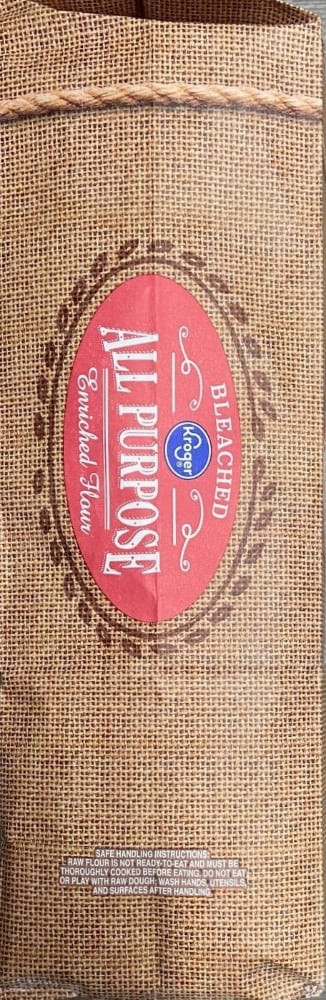 BLEACHED
Kroger®
ALL PURPOSE
Enriched Flour
SAFE HANDLING INSTRUCTIONS:
RAW FLOUR IS NOT READY-TO-EAT AND MUST BE
THOROUGHLY COOKED BEFORE EATING. DO NOT EAT
OR PLAY WITH RAW DOUGH; WASH HANDS, UTENSILS,
AND SURFACES AFTER HANDLING.